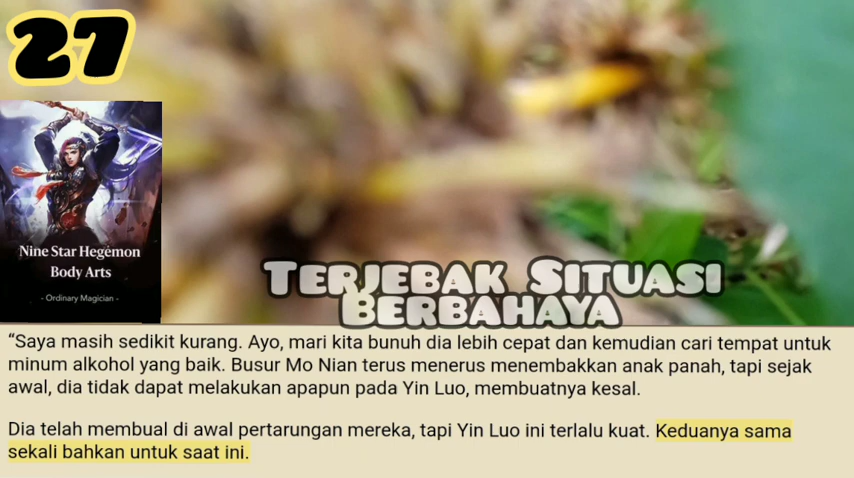 27
Nine Star Hegemon
Body Arts
- Ordinary Magician -
Terjebak Situasi
Berbahaya
“Saya masih sedikit kurang. Ayo, mari kita bunuh dia lebih cepat dan kemudian cari tempat untuk
minum alkohol yang baik. Busur Mo Nian terus menerus menembakkan anak panah, tapi sejak
awal, dia tidak dapat melakukan apapun pada Yin Luo, membuatnya kesal.
Dia telah membual di awal pertarungan mereka, tapi Yin Luo ini terlalu kuat. Keduanya sama
sekali bahkan untuk saat ini.